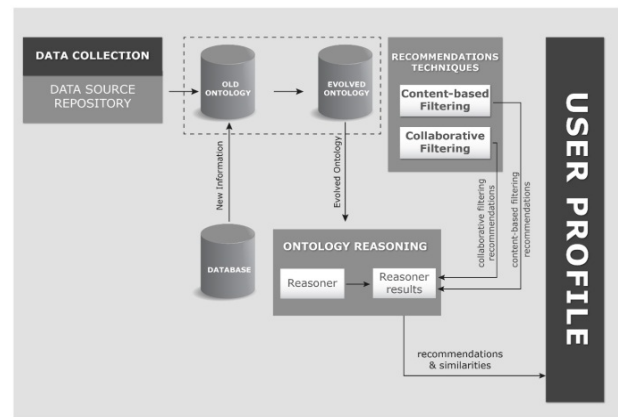 DATA COLLECTION
DATA SOURCE
REPOSITORY
OLD
ONTOLOGY
EVOLVED
ONTOLOGY
RECOMMENDATIONS
TECHNIQUES
Content-based
Filtering
Collaborative
Filtering
New Information
Evolved Ontology
collaborative filtering
recommendations
content-based filtering
recommendations
DATABASE
ONTOLOGY REASONING
Reasoner
Reasoner
results
recommendations
& similarities
USER PROFILE